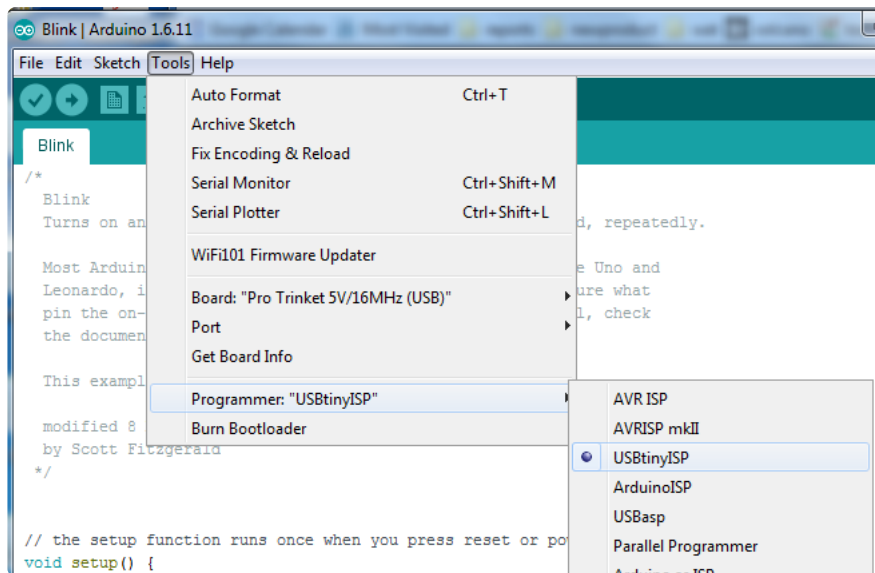 Blink | Arduino 1.6.11
File Edit Sketch Tools Help
Auto Format Ctrl+T
Archive Sketch
Fix Encoding & Reload
Serial Monitor Ctrl+Shift+M
Serial Plotter Ctrl+Shift+L
WiFi101 Firmware Updater
Board: "Pro Trinket 5V/16MHz (USB)"
Port
Get Board Info
Programmer: "USBtinyISP"
Burn Bootloader
AVR ISP
AVRISP mkII
USBtinyISP
ArduinoISP
USBasp
Parallel Programmer
Blink
/*
Blink
Turns on an d, repeatedly.
Most Arduin e Uno and
Leonardo, i ure what
pin the on- l, check
the documen
This exampl
modified 8
by Scott Fitzgerald
*/
// the setup function runs once when you press reset or po
void setup() {